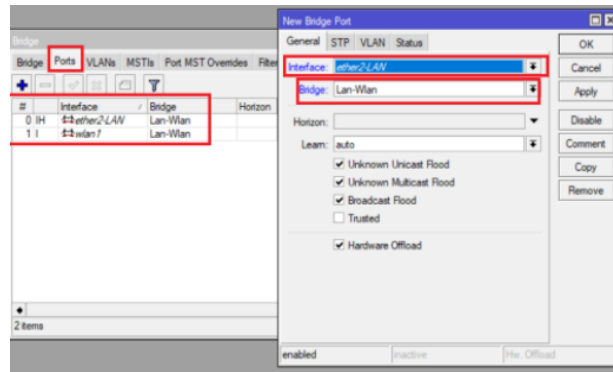 Bridge
Bridge Ports VLANs MSTIs Port MST Overrides Filter
# Interface Bridge Horizon
0 IH ether2-LAN Lan-Wlan
1 I wlan1 Lan-Wlan
2 items
New Bridge Port
General STP VLAN Status
Interface: ether2-LAN
Bridge: Lan-Wlan
Horizon:
Learn: auto
Unknown Unicast Flood
Unknown Multicast Flood
Broadcast Flood
Trusted
Hardware Offload
OK
Cancel
Apply
Disable
Comment
Copy
Remove
enabled inactive Hw. Offload